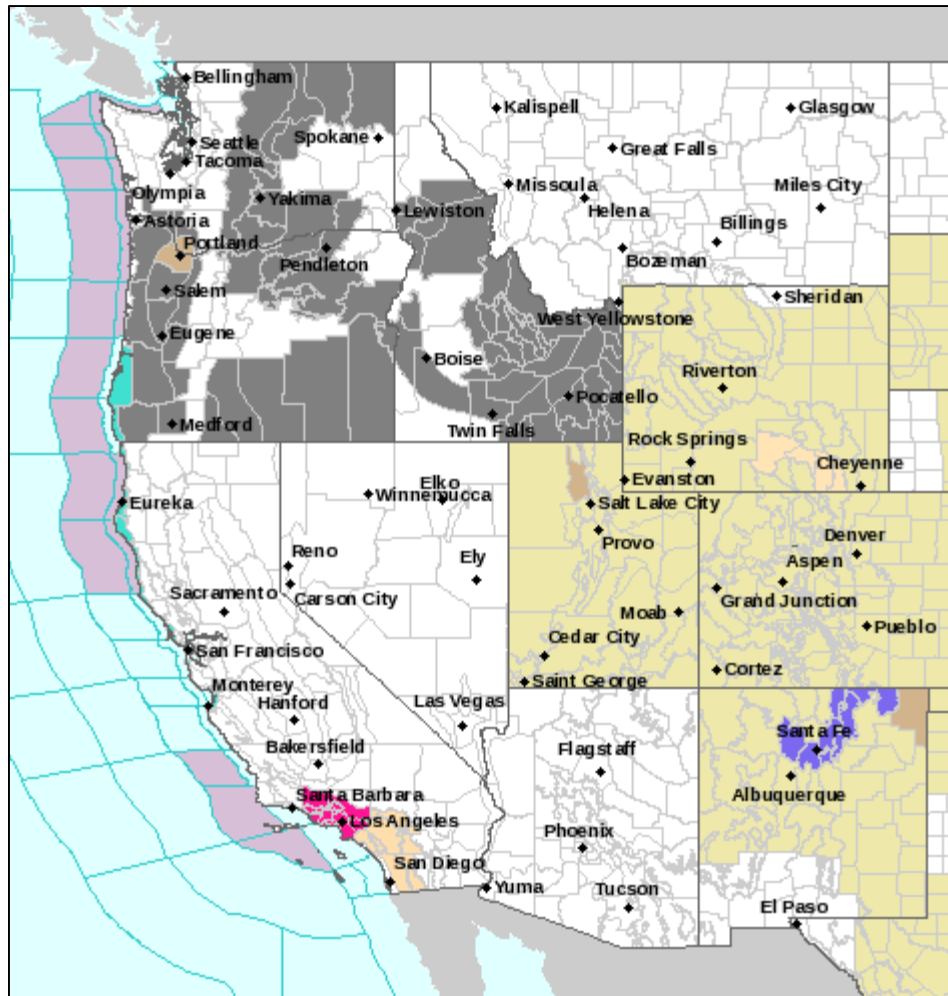 Bellingham
Kalispell
Glasgow
Seattle
Spokane
Great Falls
Tacoma
Olympia
Missoula
Miles City
Yakima
Lewiston
Helena
Astoria
Billings
Portland
Pendleton
Bozeman
Salem
Sheridan
West Yellowstone
Eugene
Boise
Riverton
Pocatello
Medford
Twin Falls
Rock Springs
Cheyenne
Elko
Evanston
Winnemucca
Eureka
Salt Lake City
Provo
Denver
Reno
Ely
Aspen
Sacramento
Carson City
Grand Junction
Moab
Pueblo
Cedar City
San Francisco
Cortez
Saint George
Monterey
Hanford
Las Vegas
Santa Fe
Bakersfield
Flagstaff
Albuquerque
Santa Barbara
Los Angeles
Phoenix
San Diego
Yuma
Tucson
El Paso